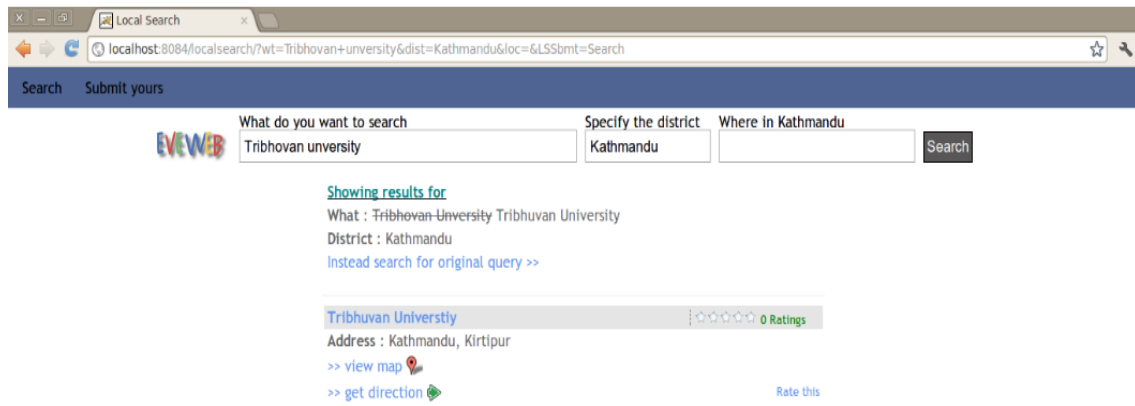 Local Search
localhost:8084/localsearch/?wt=Tribhovan+unversity&dist=Kathmandu&loc=&LSSbmt=Search
Search Submit yours
What do you want to search Specify the district Where in Kathmandu
EVEWEB Tribhovan unversity Kathmandu Search
Showing results for
What : Tribhovan Unversity Tribhuvan University
District : Kathmandu
Instead search for original query >>
Tribhuvan Universtiy 0 Ratings
Address : Kathmandu, Kirtipur
>> view map
>> get direction Rate this